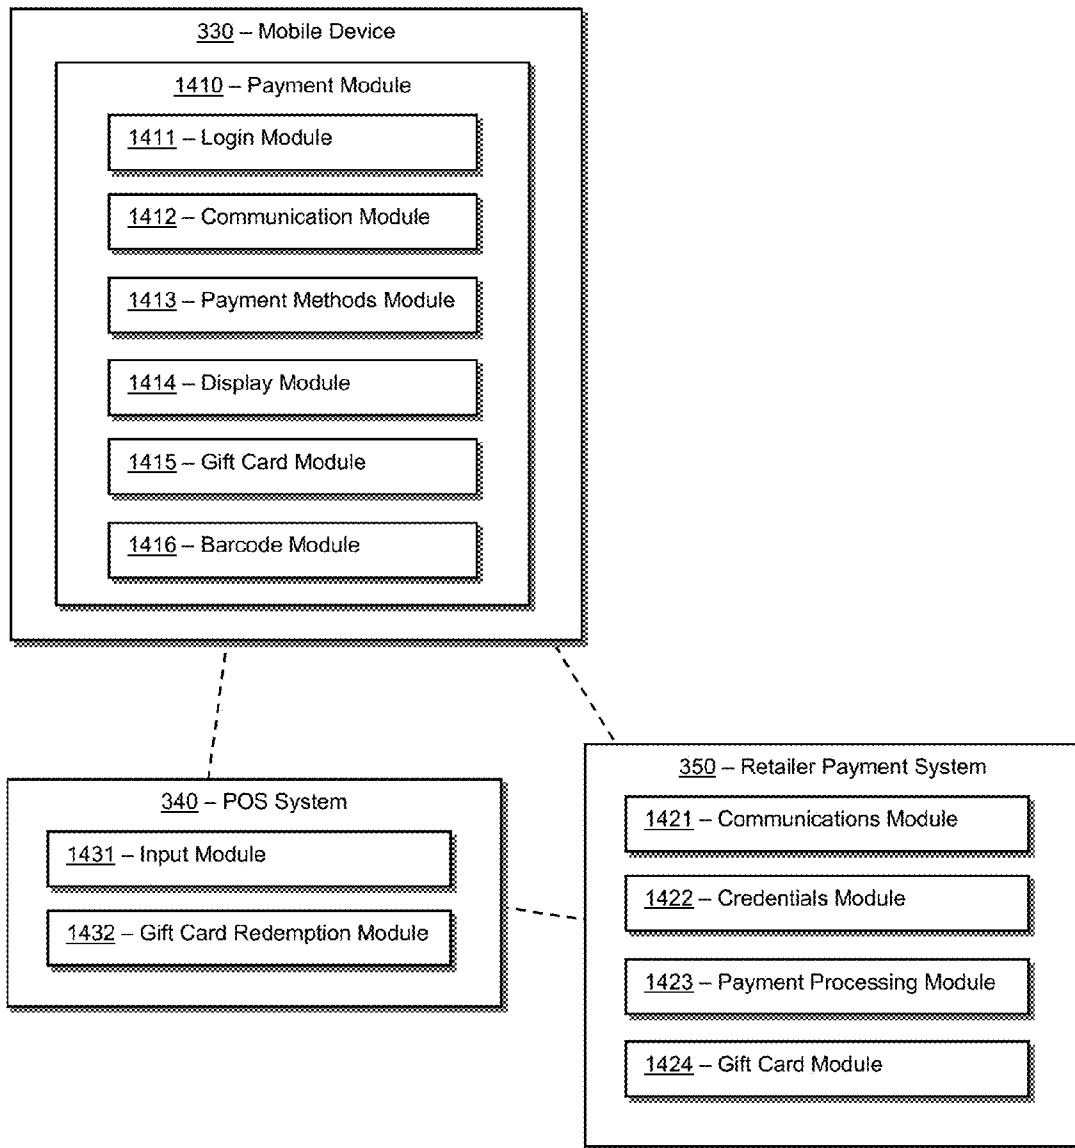 330 – Mobile Device
1410 – Payment Module
1411 – Login Module
1412 – Communication Module
1413 – Payment Methods Module
1414 – Display Module
1415 – Gift Card Module
1416 – Barcode Module
340 – POS System
1431 – Input Module
1432 – Gift Card Redemption Module
350 – Retailer Payment System
1421 – Communications Module
1422 – Credentials Module
1423 – Payment Processing Module
1424 – Gift Card Module